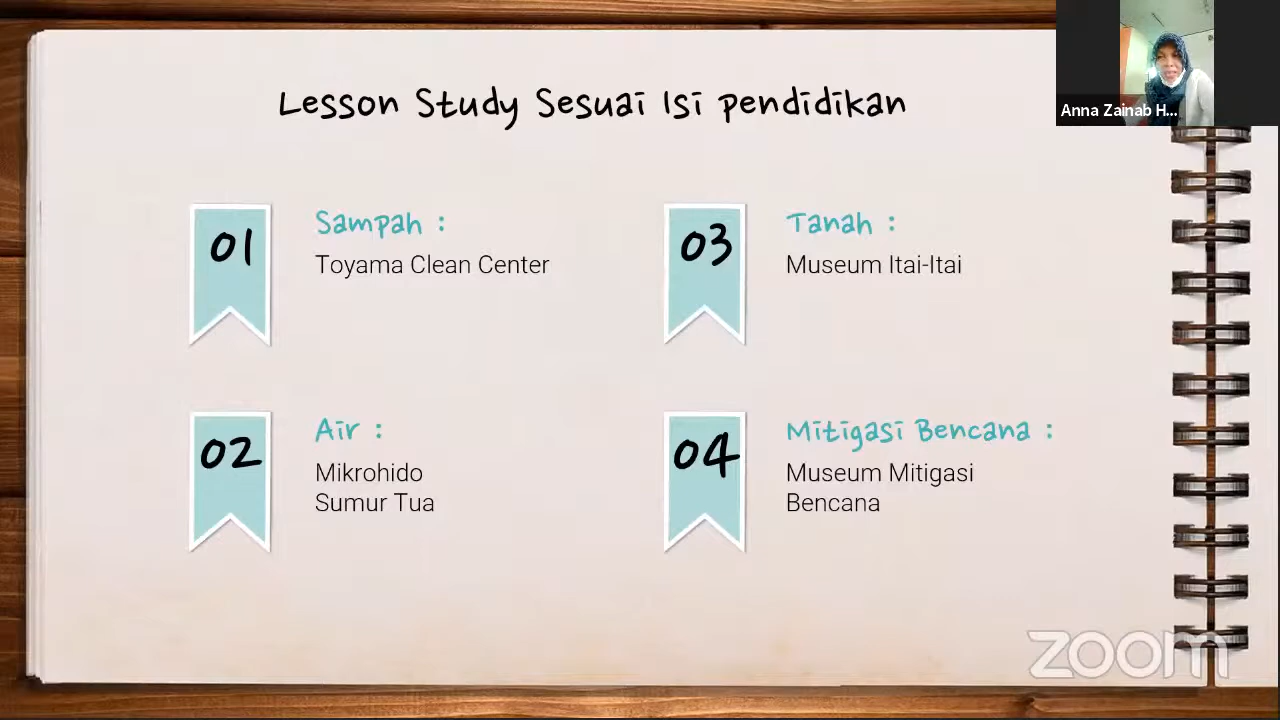 Lesson Study Sesuai Isi pendidikan
Anna Zainab H...
01
Sampah :
Toyama Clean Center
02
Air :
Mikrohido
Sumur Tua
03
Tanah :
Museum Itai-Itai
04
Mitigasi Bencana :
Museum Mitigasi
Bencana
zoom